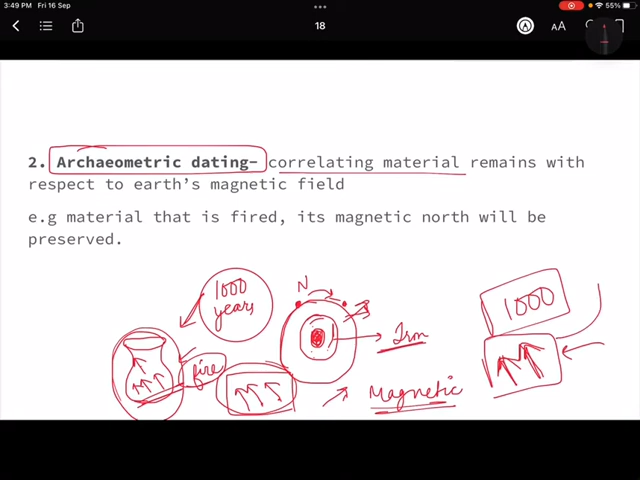 3:49 PM Fri 16 Sep
55%
18
AA
2. Archaeometric dating- correlating material remains with
respect to earth's magnetic field
e.g material that is fired, its magnetic north will be
preserved.
1000
years
N
1000
Iron
fire
Magnetic